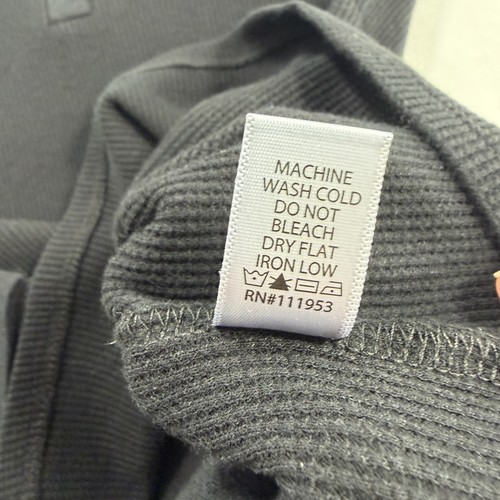 MACHINE
WASH COLD
DO NOT
BLEACH
DRY FLAT
IRON LOW
RN#111953